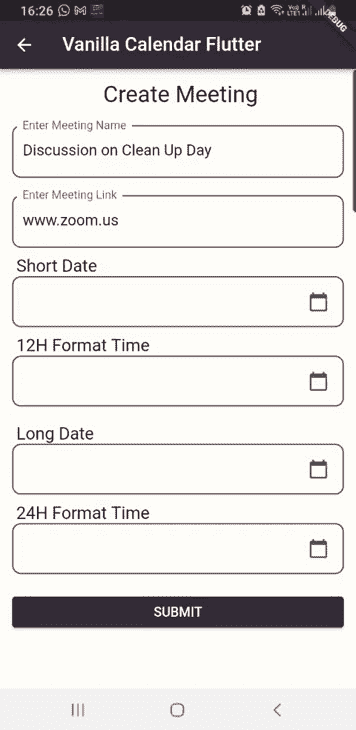 16:26
DEBUG
Vanilla Calendar Flutter
Create Meeting
Enter Meeting Name
Discussion on Clean Up Day
Enter Meeting Link
www.zoom.us
Short Date
12H Format Time
Long Date
24H Format Time
SUBMIT